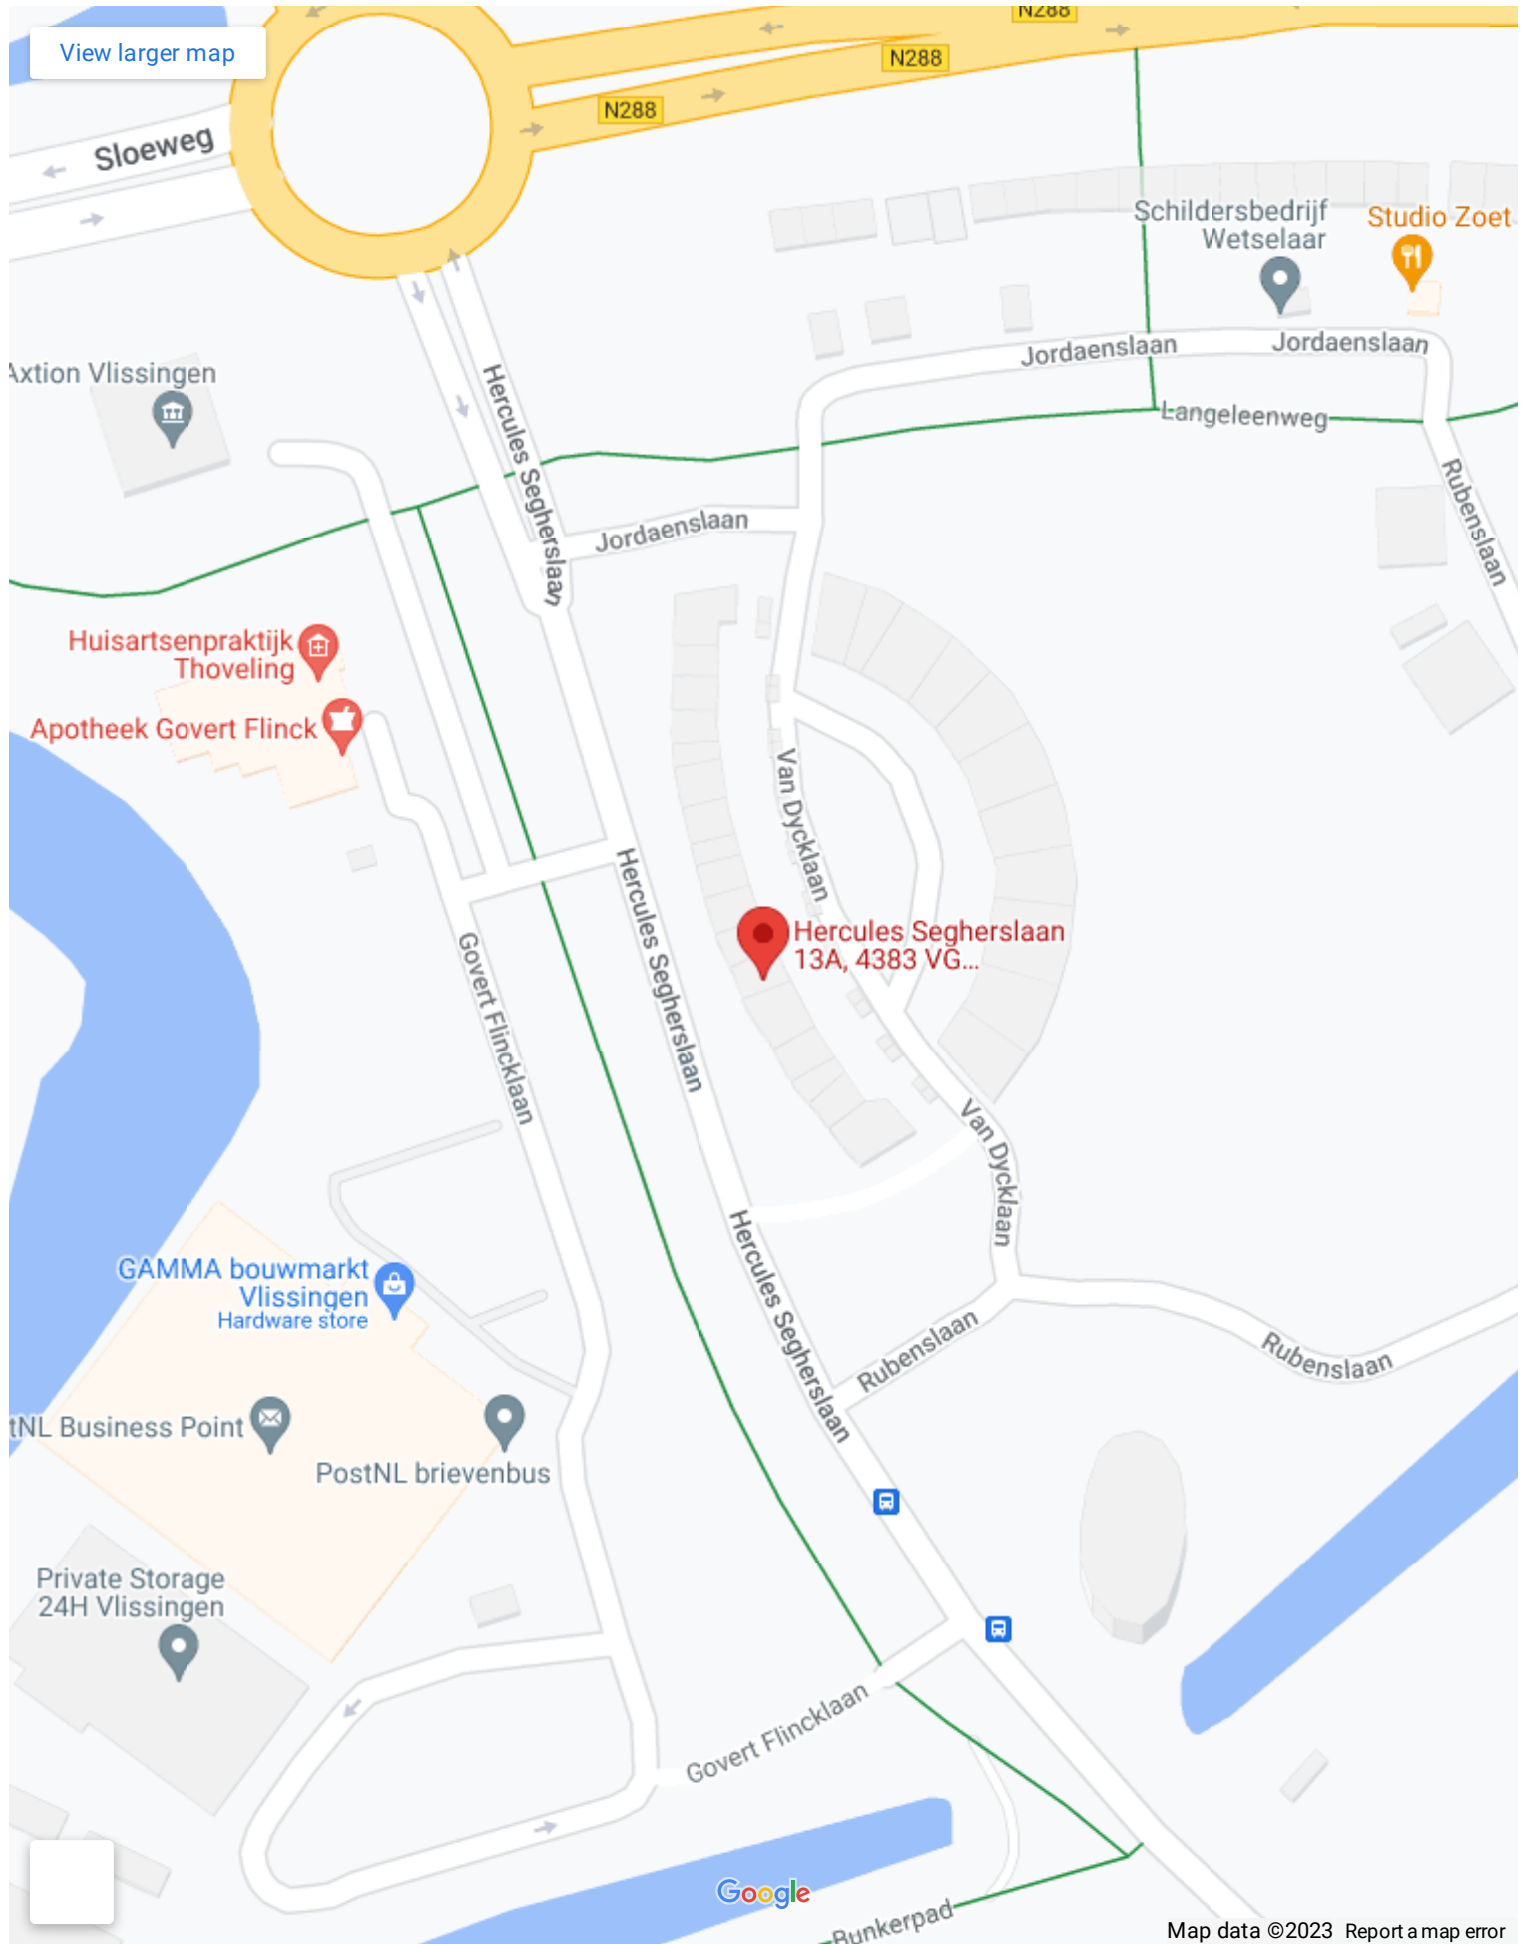 N288
View larger map
N288
N288
Sloeweg
Schildersbedrijf
Wetselaar
Studio Zoet
Jordaenslaan
Jordaenslaan
Axtion Vlissingen
Hercules Segherslaan
Langeleenweg
Rubenslaan
Jordaenslaan
Huisartsenpraktijk
Thoveling
Apotheek Govert Flinck
Van Dycklaan
Hercules Segherslaan
Hercules Segherslaan
13A, 4383 VG...
Govert Flincklaan
Van Dycklaan
Hercules Segherslaan
GAMMA bouwmarkt
Vlissingen
Hardware store
Rubenslaan
Rubenslaan
tNL Business Point
PostNL brievenbus
Private Storage
24H Vlissingen
Govert Flincklaan
Google
Bunkerpad
Map data ©2023
Report a map error